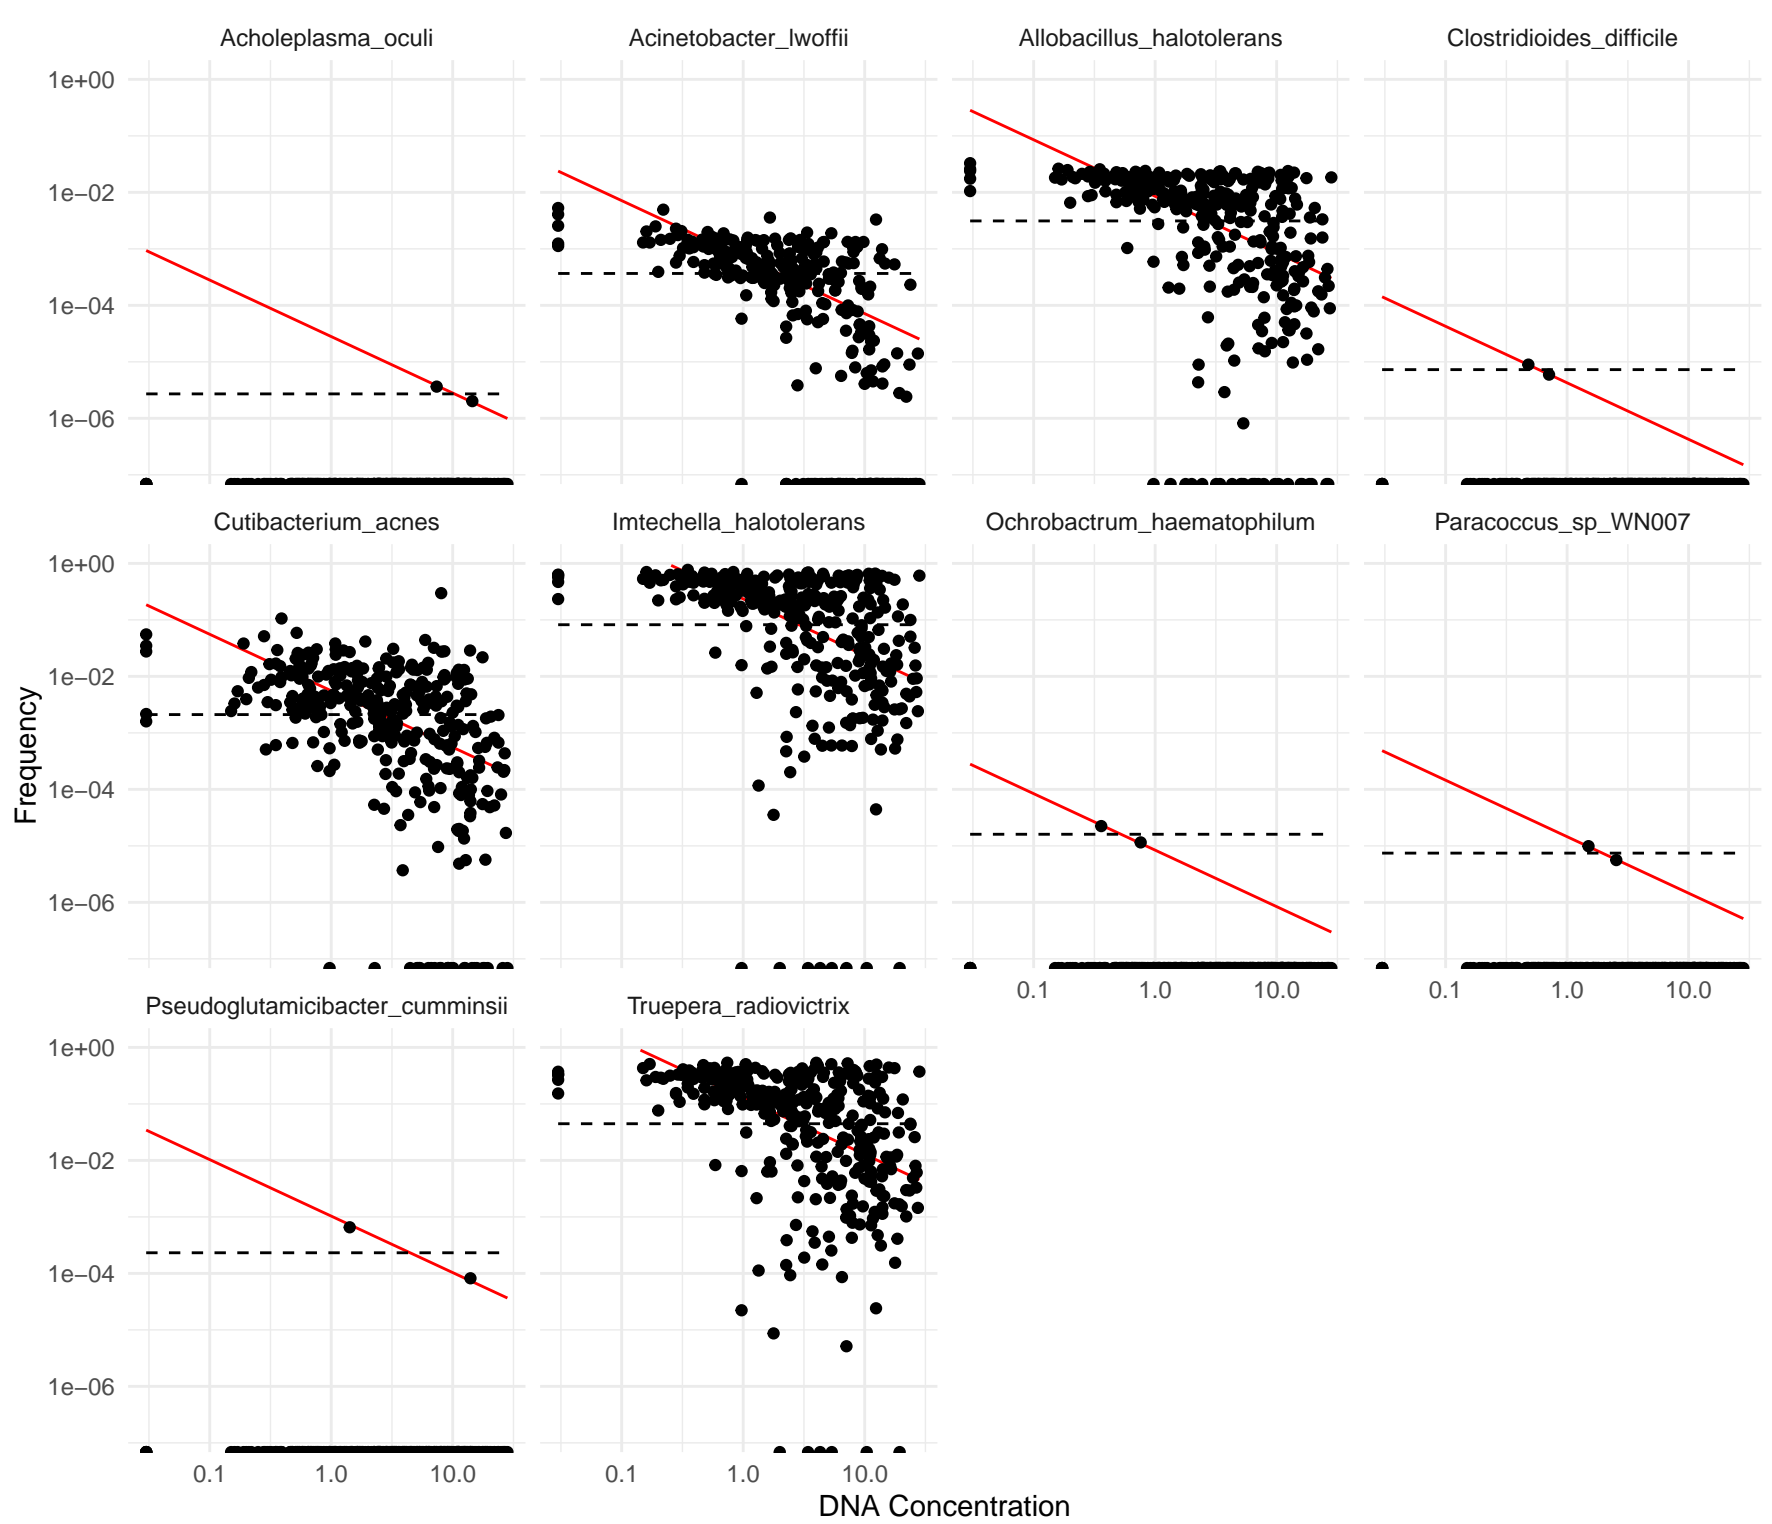 Acholeplasma_oculi
Acinetobacter_lwoffii
Allobacillus_halotolerans
Clostridioides_difficile
1e+00
1e−02
1e−04
1e−06
Cutibacterium_acnes
Imtechella_halotolerans
Ochrobactrum_haematophilum
Paracoccus_sp_WN007
1e+00
1e−02
1e−04
1e−06
Frequency
0.1 1.0 10.0
0.1 1.0 10.0
Pseudoglutamicibacter_cumminsii
Truepera_radiovictrix
1e+00
1e−02
1e−04
1e−06
0.1 1.0 10.0
0.1 1.0 10.0
DNA Concentration